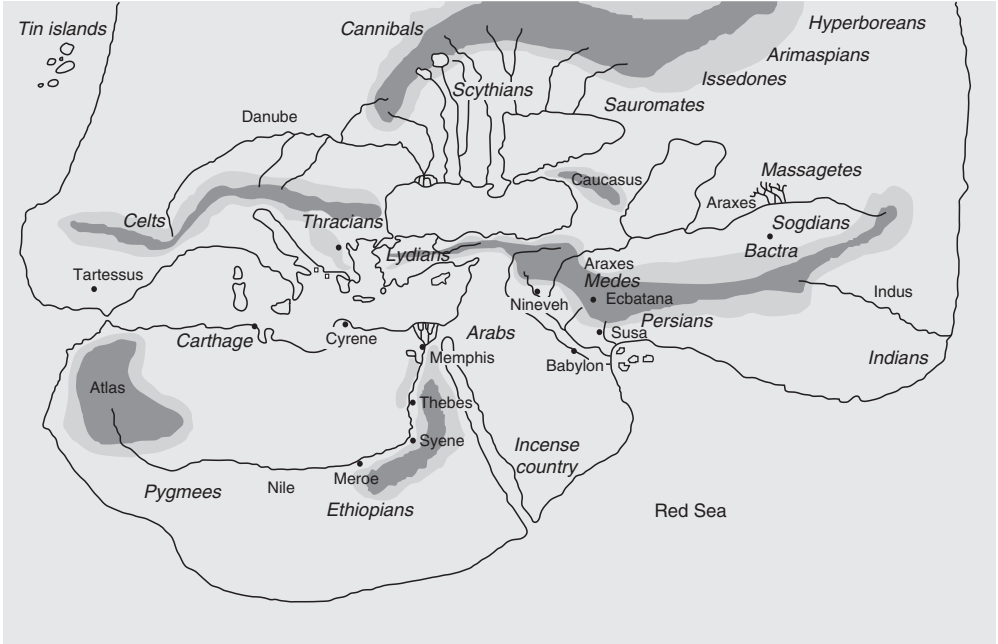 Tin islands
Cannibals
Hyperboreans
Arimaspians
Issedones
Scythians
Sauromates
Danube
Caucasus
Massagetes
Araxes
Celts
Thracians
Sogdians
Lydians
Bactra
Araxes
Tartessus
Medes
Nineveh
Ecbatana
Indus
Carthage
Cyrene
Arabs
Susa
Persians
Memphis
Babylon
Indians
Atlas
Thebes
Syene
Incense
country
Meroe
Pygmees
Nile
Ethiopians
Red Sea